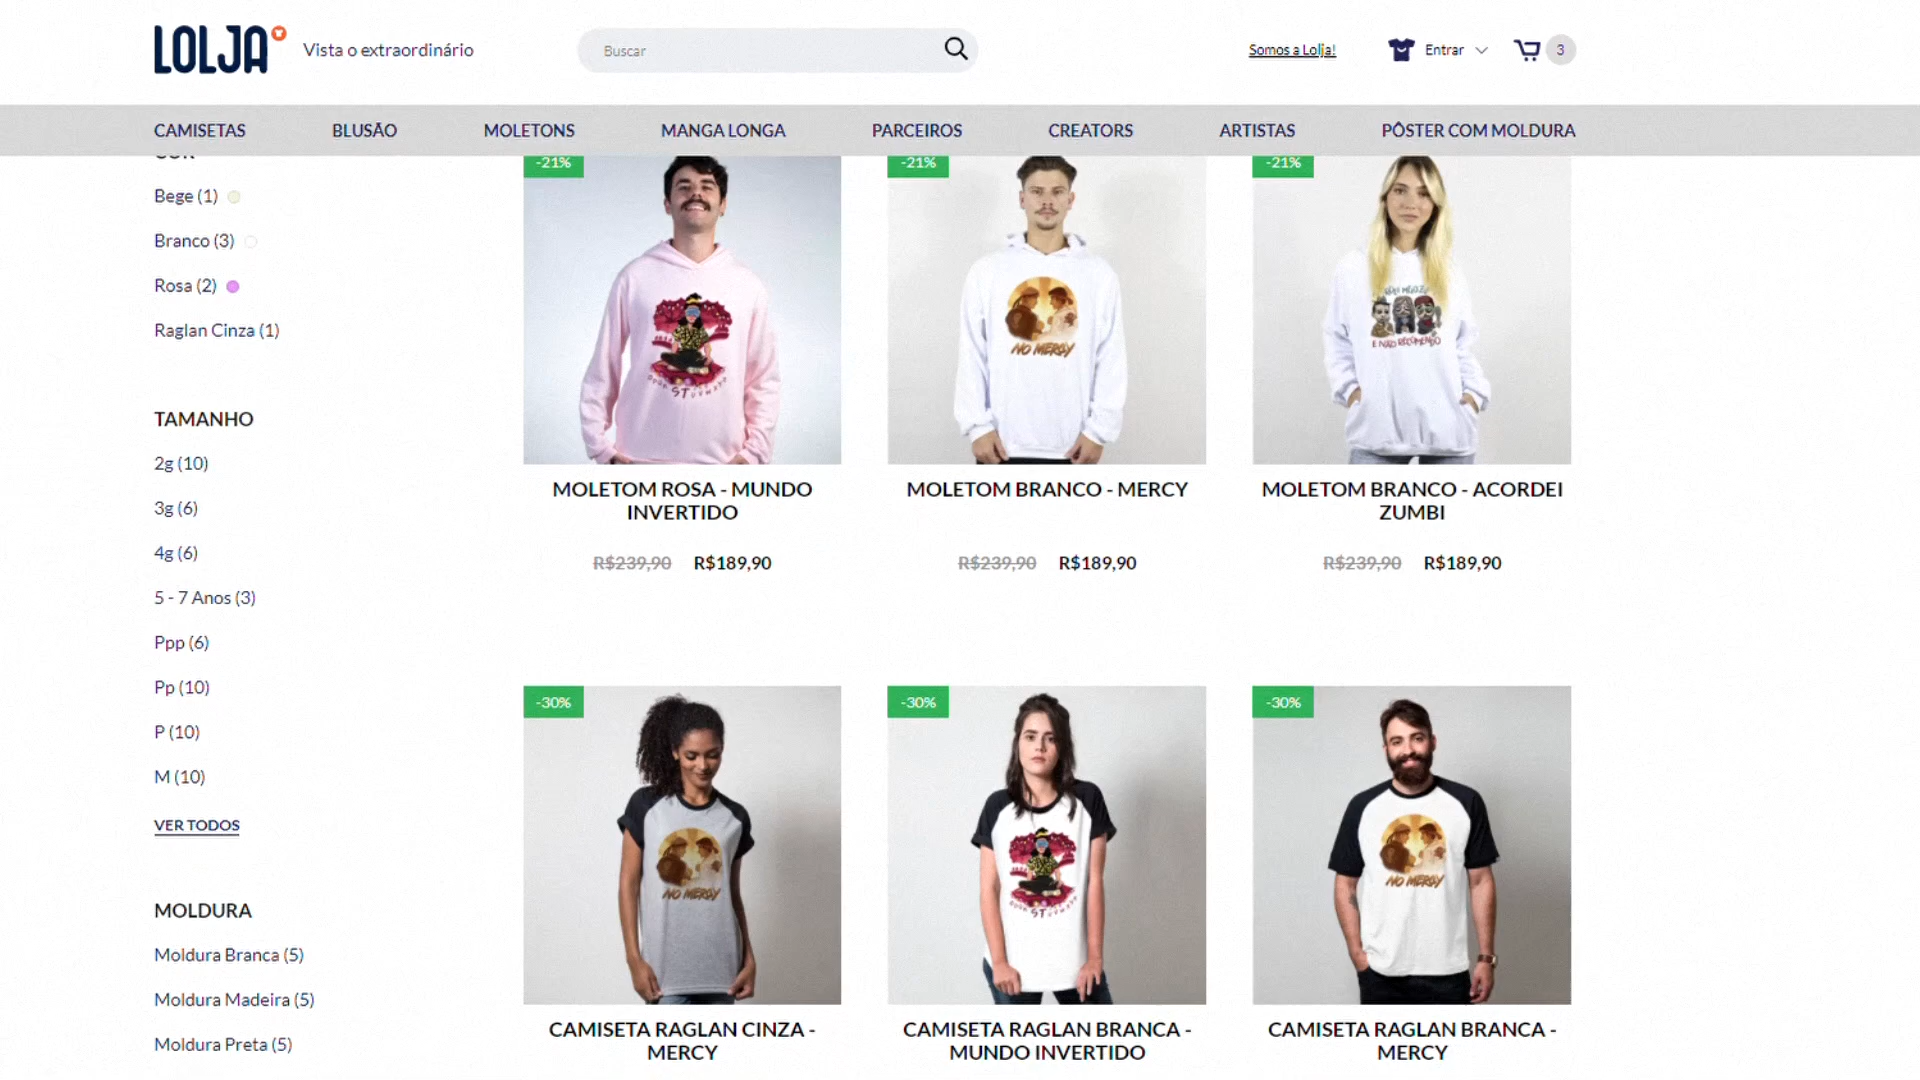 LOLJA
Vista o extraordinário
Buscar
Somos a Lolja!
Entrar
3
CAMISETAS
BLUSÃO
MOLETONS
MANGA LONGA
PARCEIROS
CREATORS
ARTISTAS
PÔSTER COM MOLDURA
Bege (1)
Branco (3)
Rosa (2)
Raglan Cinza (1)
TAMANHO
2g (10)
3g (6)
4g (6)
5 - 7 Anos (3)
Ppp (6)
Pp (10)
P (10)
M (10)
VER TODOS
MOLDURA
Moldura Branca (5)
Moldura Madeira (5)
Moldura Preta (5)
-21%
-21%
-21%
NO MERCY
E NÃO RECOMENDO
MOLETOM ROSA - MUNDO
INVERTIDO
R$239,90 R$189,90
MOLETOM BRANCO - MERCY
R$239,90 R$189,90
MOLETOM BRANCO - ACORDEI
ZUMBI
R$239,90 R$189,90
-30%
-30%
-30%
NO MERCY
NO MERCY
CAMISETA RAGLAN CINZA -
MERCY
CAMISETA RAGLAN BRANCA -
MUNDO INVERTIDO
CAMISETA RAGLAN BRANCA -
MERCY